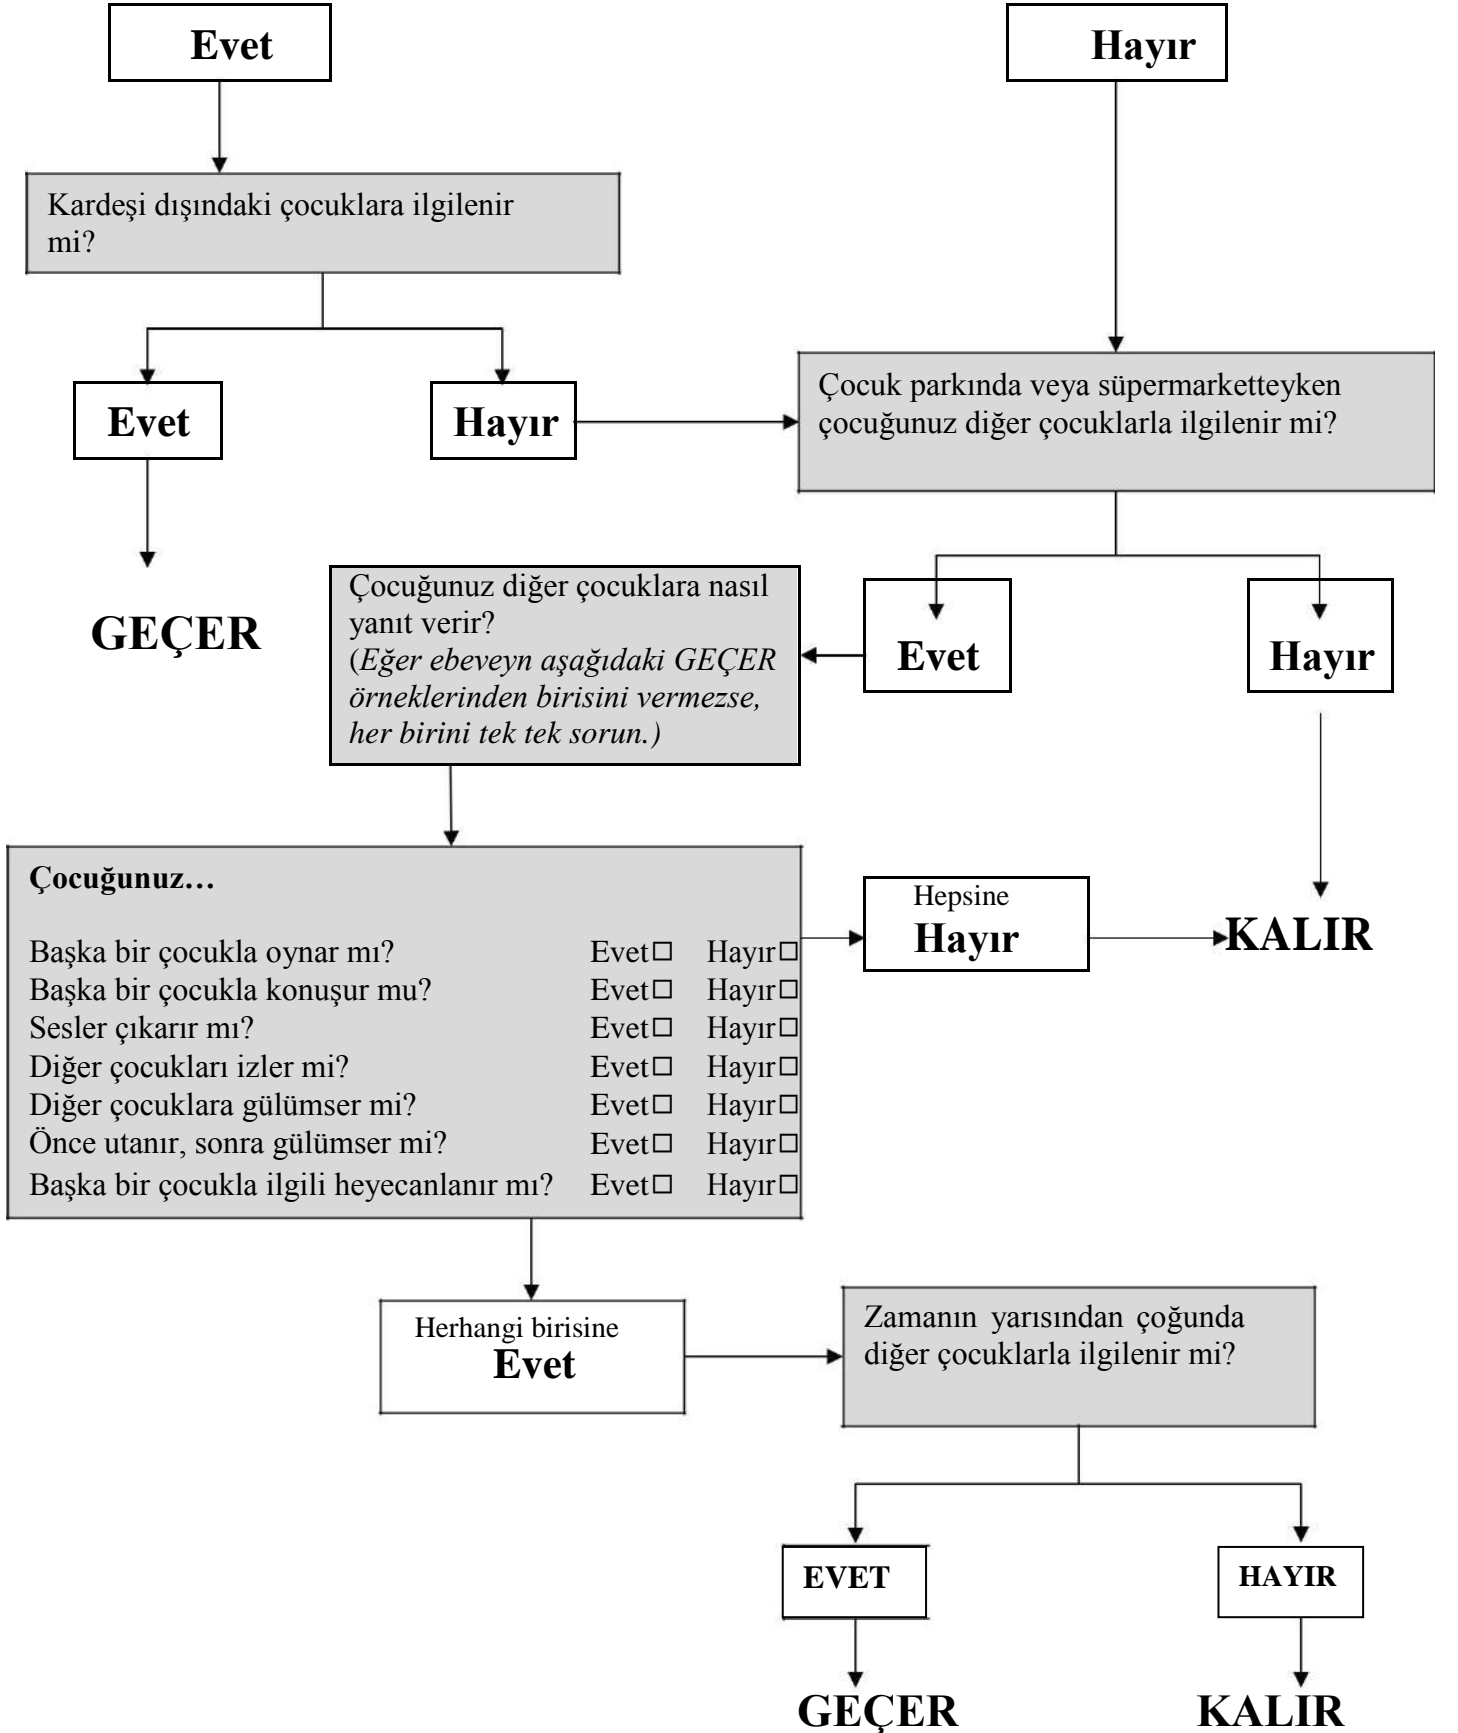 Evet
Hayır
Kardeşi dışındaki çocuklara ilgilenir
mi?
Evet
Hayır
Çocuk parkında veya süpermarketteyken
çocuğunuz diğer çocuklarla ilgilenir mi?
GEÇER
Çocuğunuz diğer çocuklara nasıl
yanıt verir?
(Eğer ebeveyn aşağıdaki GEÇER
örneklerinden birisini vermezse,
her birini tek tek sorun.)
Evet
Hayır
Çocuğunuz…
Başka bir çocukla oynar mı? Evet□ Hayır□
Başka bir çocukla konuşur mu? Evet□ Hayır□
Sesler çıkarır mı? Evet□ Hayır□
Diğer çocukları izler mi? Evet□ Hayır□
Diğer çocuklara gülümser mi? Evet□ Hayır□
Önce utanır, sonra gülümser mi? Evet□ Hayır□
Başka bir çocukla ilgili heyecanlanır mı? Evet□ Hayır□
Hepsine
Hayır
KALIR
Herhangi birisine
Evet
Zamanın yarısından çoğunda
diğer çocuklarla ilgilenir mi?
EVET
HAYIR
GEÇER
KALIR